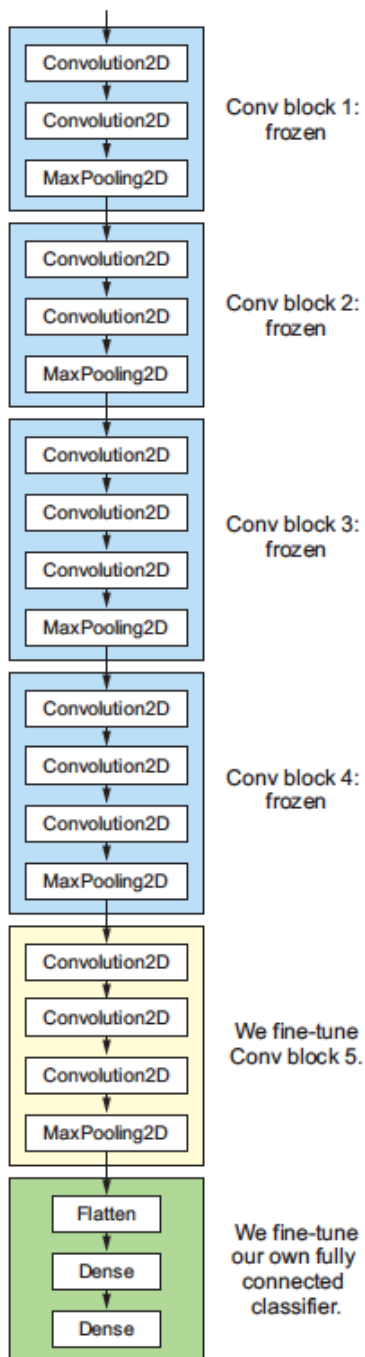 Convolution2D
Convolution2D
MaxPooling2D
Conv block 1:
frozen
Convolution2D
Convolution2D
MaxPooling2D
Conv block 2:
frozen
Convolution2D
Convolution2D
Convolution2D
MaxPooling2D
Conv block 3:
frozen
Convolution2D
Convolution2D
Convolution2D
MaxPooling2D
Conv block 4:
frozen
Convolution2D
Convolution2D
Convolution2D
MaxPooling2D
We fine-tune
Conv block 5.
Flatten
Dense
Dense
We fine-tune
our own fully
connected
classifier.